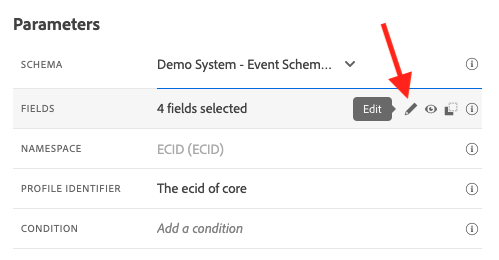 Parameters
SCHEMA Demo System - Event Schem...
FIELDS 4 fields selected Edit
NAMESPACE ECID (ECID)
PROFILE IDENTIFIER The ecid of core
CONDITION Add a condition